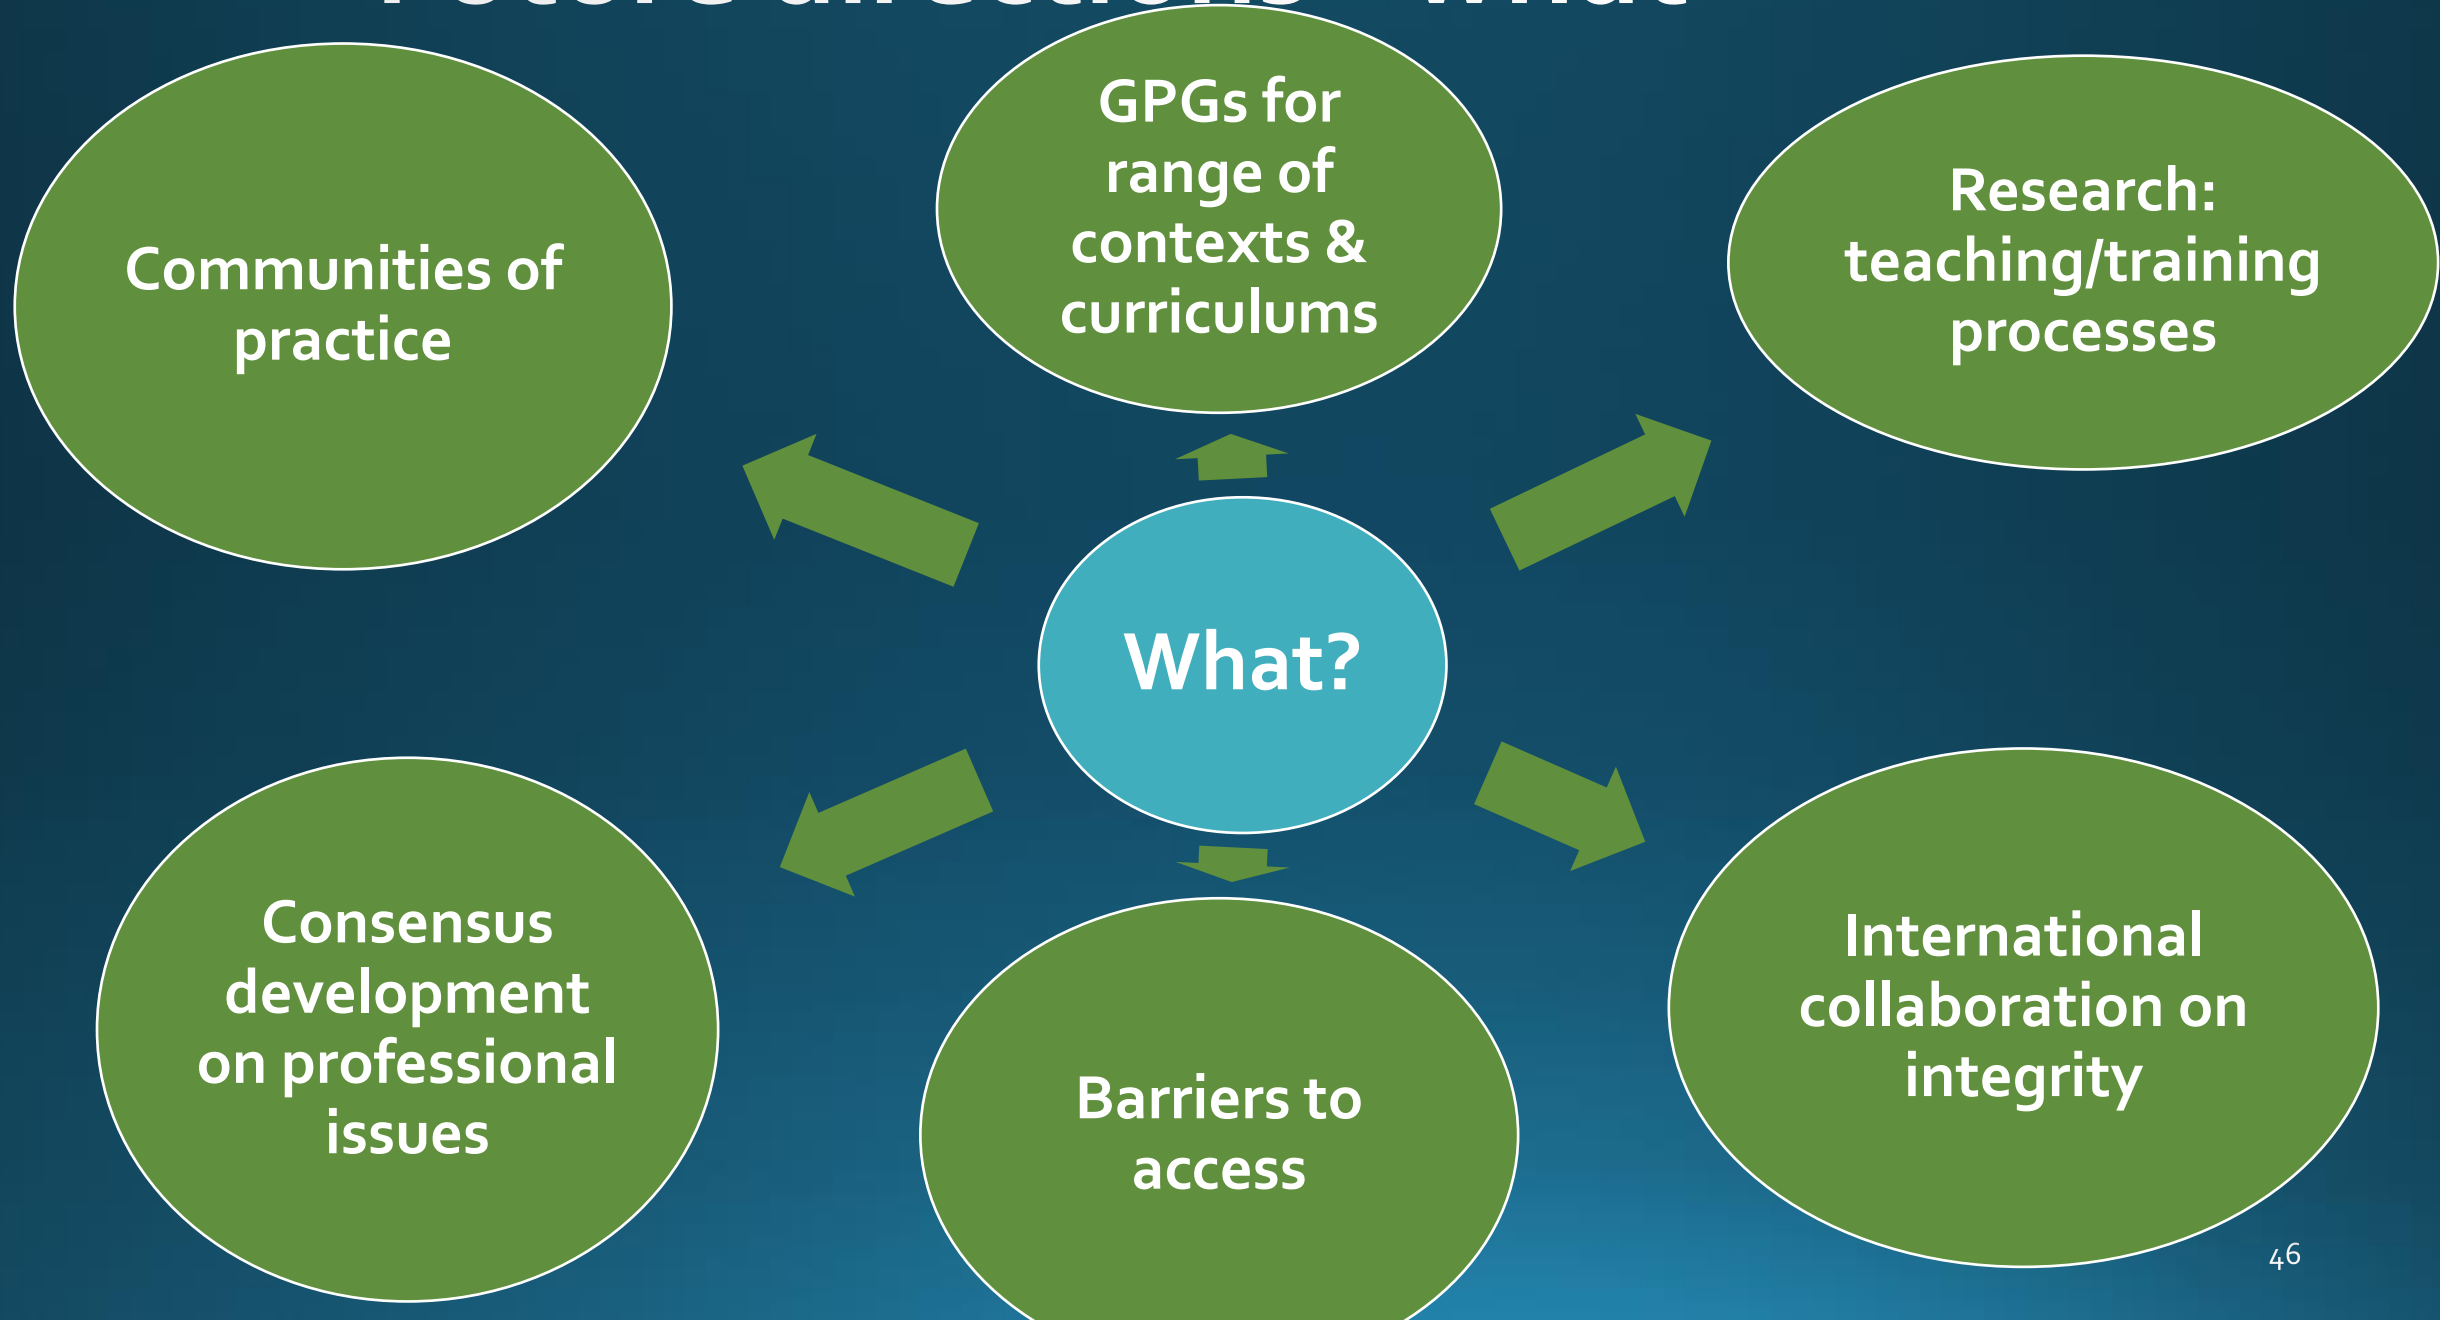 GPGs for
range of
contexts &
curriculums
Communities of
practice
Research:
teaching/training
processes
What?
Consensus
development
on professional
issues
Barriers to
access
International
collaboration on
integrity
46